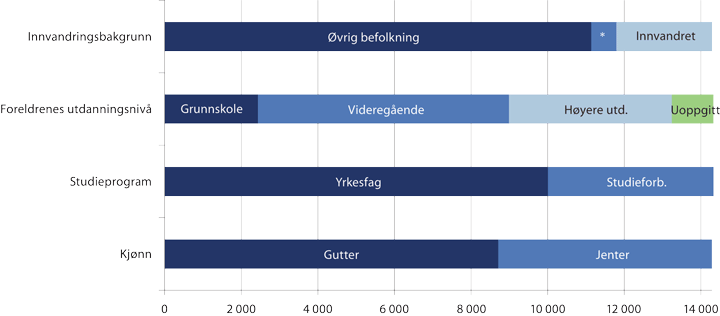 Innvandringsbakgrunn Øvrig befolkning * Innvandret
Foreldrenes utdanningsnivå Grunnskole Videregående Høyere utd. Uoppgitt
Studieprogram Yrkesfag Studieforb.
Kjønn Gutter Jenter
0 2 000 4 000 6 000 8 000 10 000 12 000 14 000